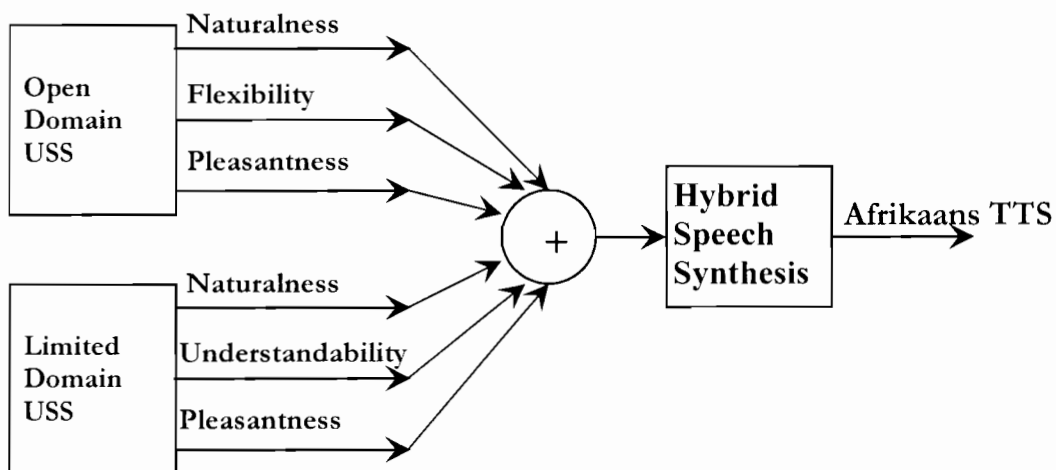 Naturalness
Open
Domain
USS
Flexibility
Pleasantness
+
Hybrid
Speech
Synthesis
Afrikaans TTS
Naturalness
Limited
Domain
USS
Understandability
Pleasantness